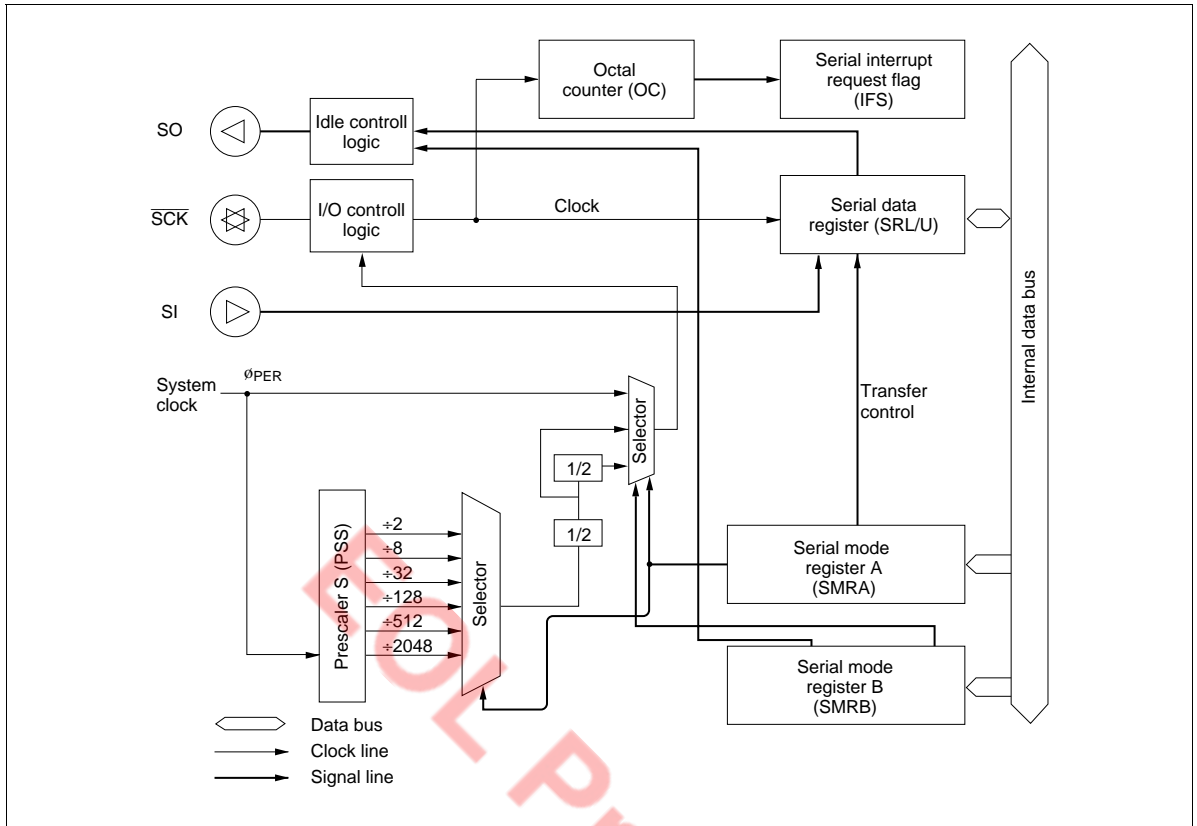 Octal
counter (OC)
Serial interrupt
request flag
(IFS)
SO
Idle controll
logic
SCK
I/O controll
logic
Clock
Serial data
register (SRL/U)
SI
Internal data bus
System
clock
øPER
Selector
Transfer
control
1/2
1/2
Prescaler S (PSS)
÷2
÷8
÷32
÷128
÷512
÷2048
Selector
Serial mode
register A
(SMRA)
Serial mode
register B
(SMRB)
Data bus
Clock line
Signal line
EOL Pr